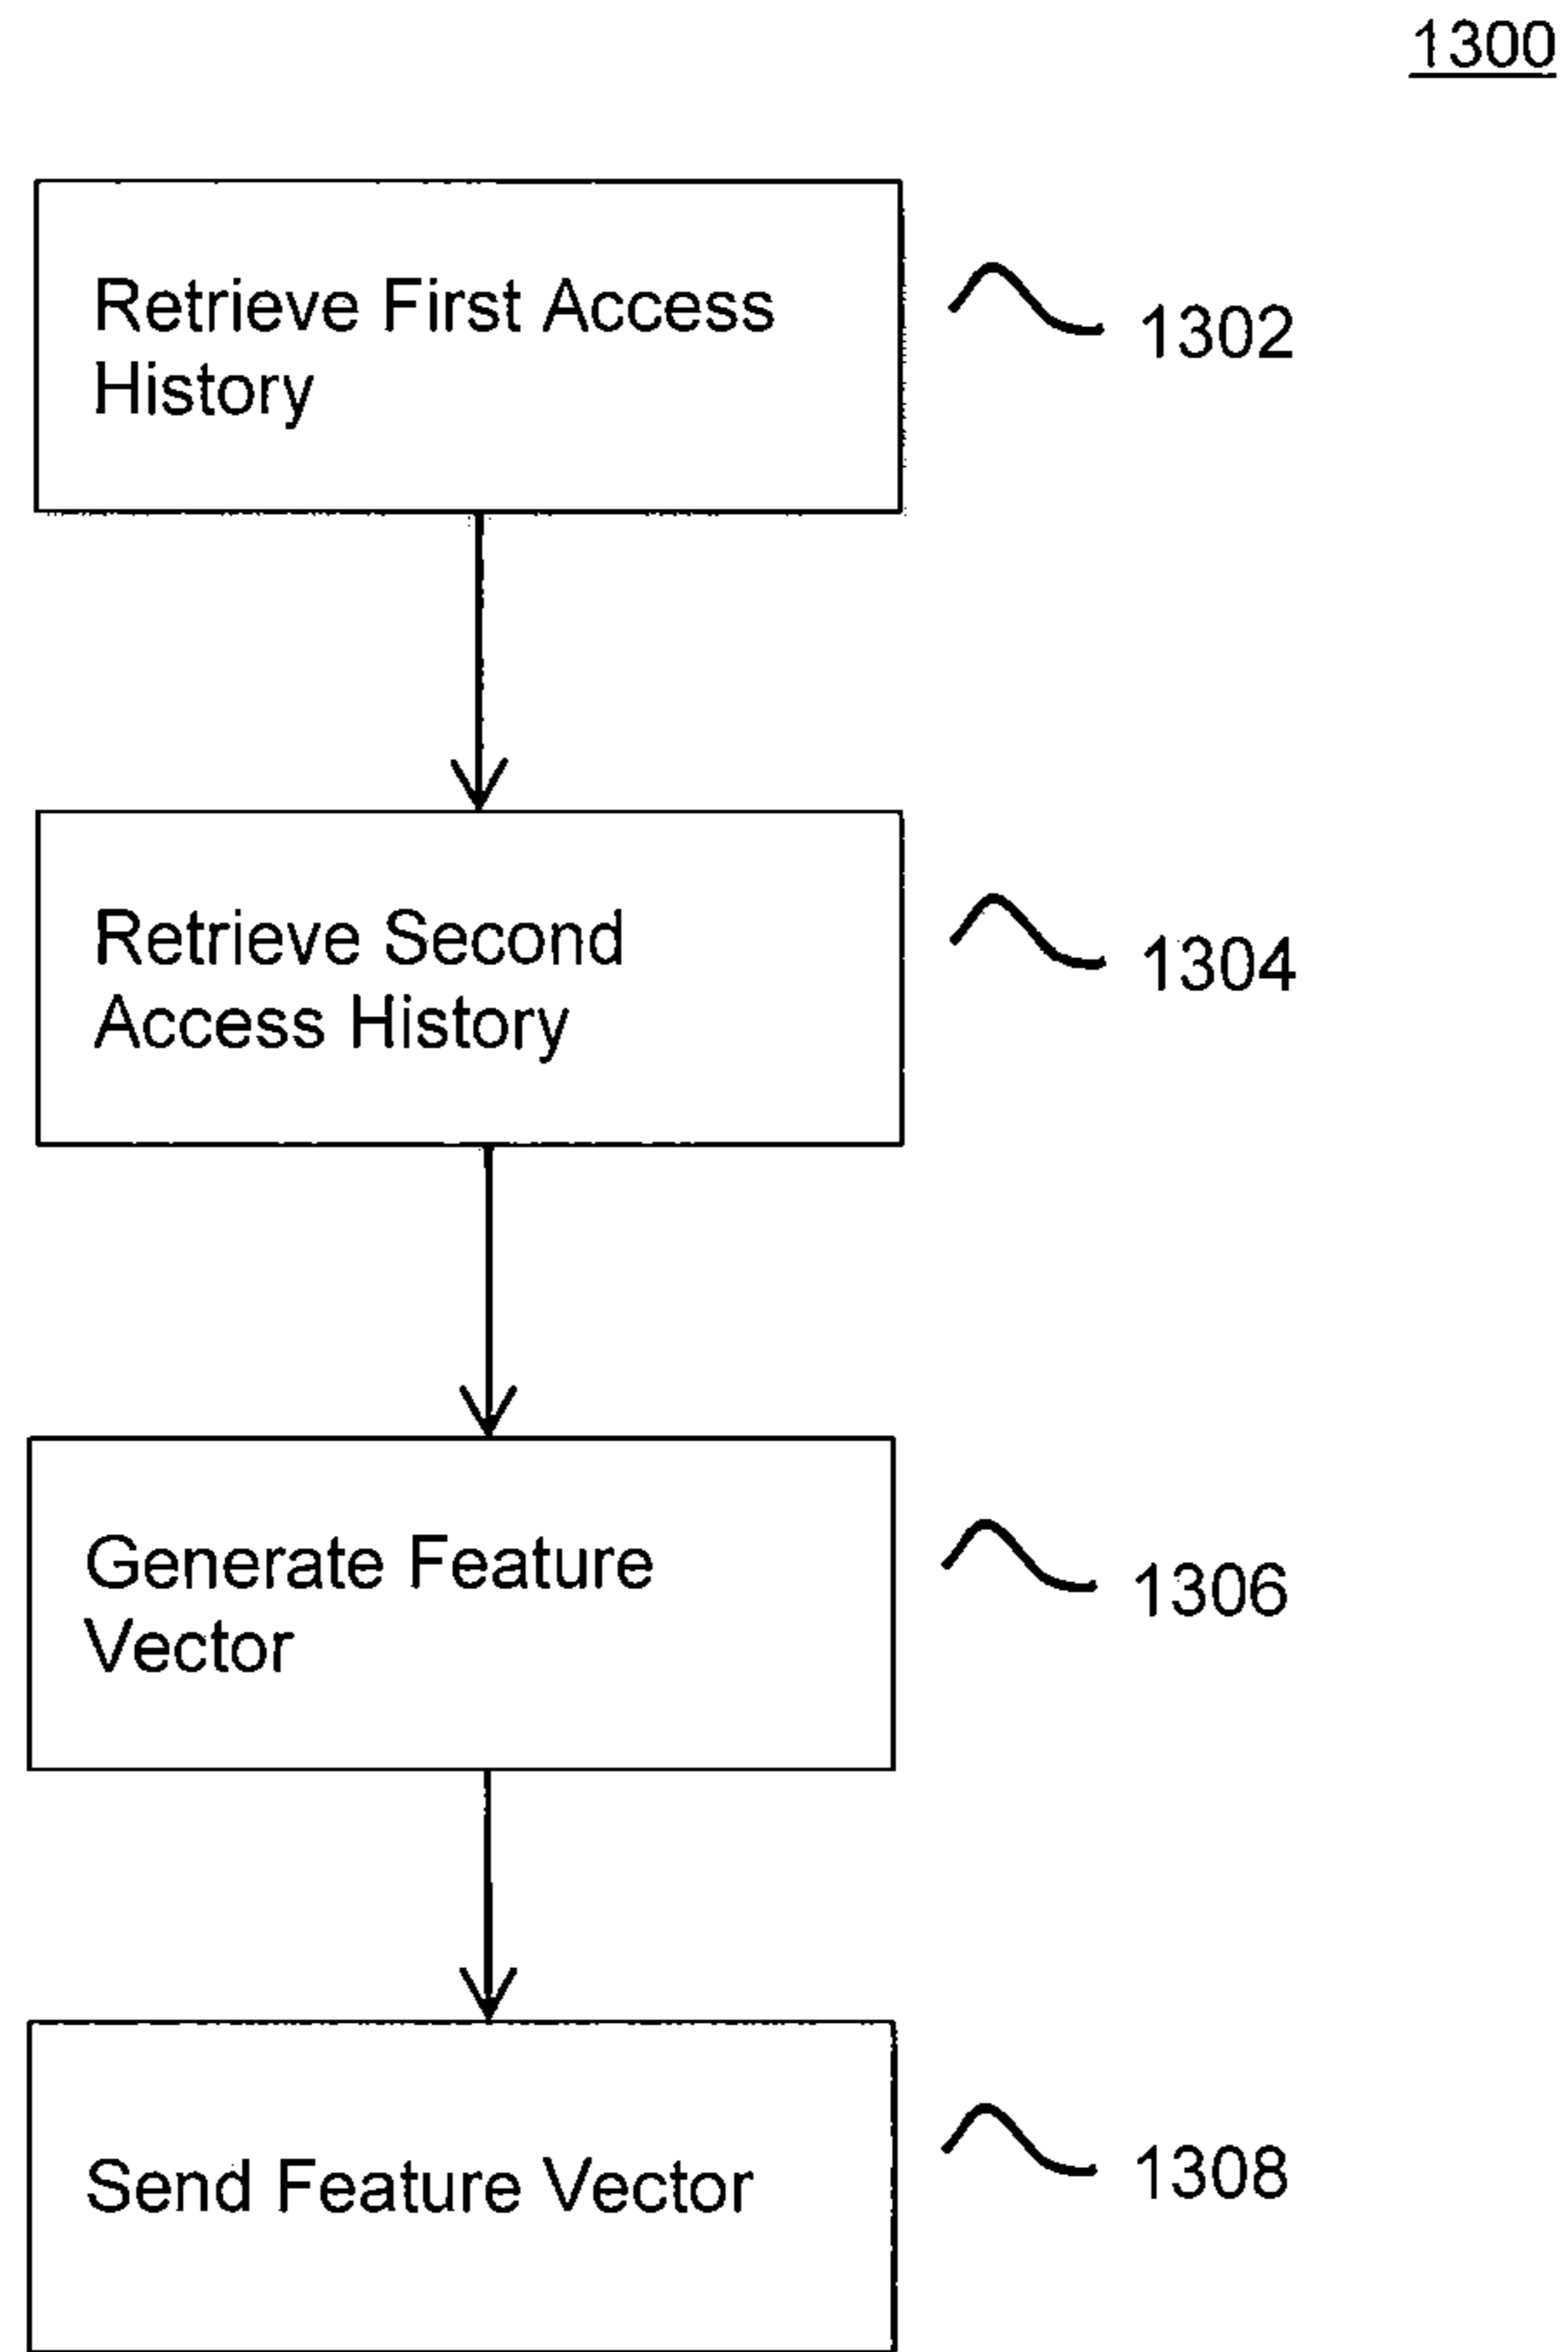 1300
Retrieve First Access
History
1302
Retrieve Second
Access History
1304
Generate Feature
Vector
1306
Send Feature Vector
1308